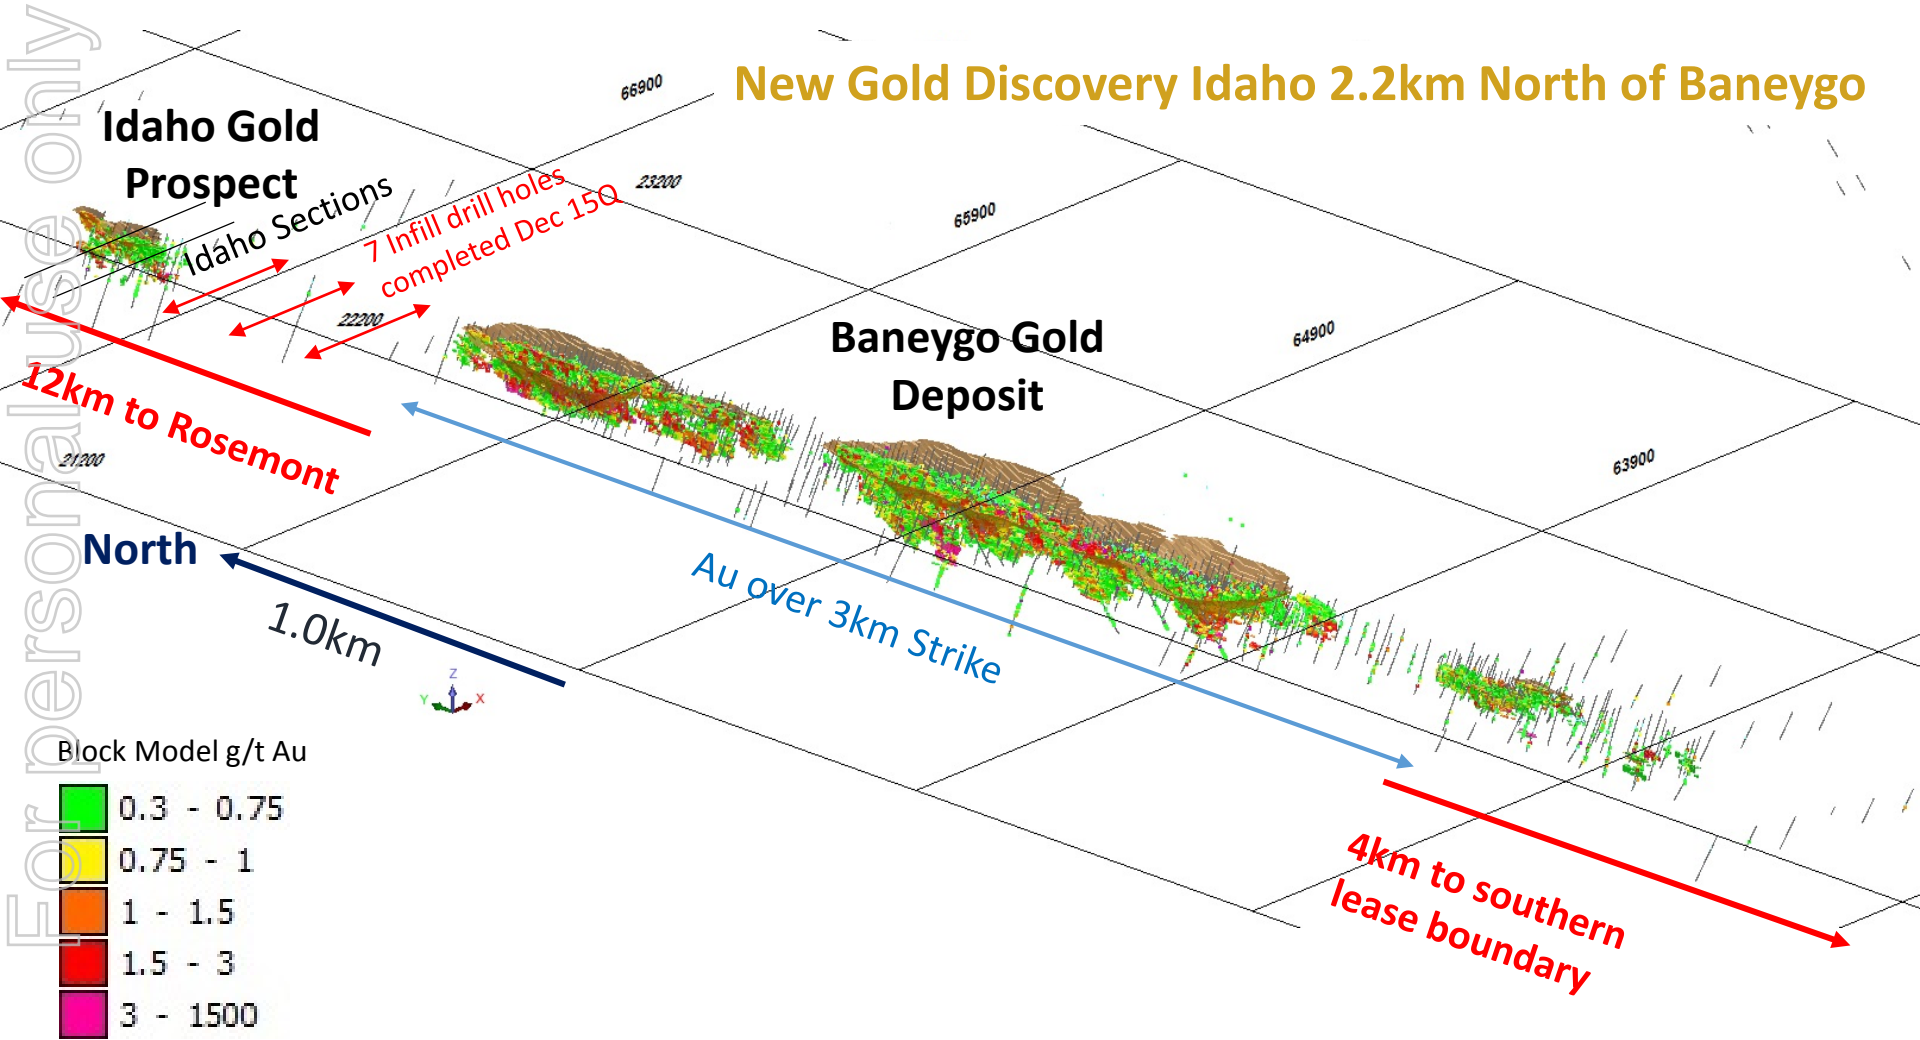 For personal use only
New Gold Discovery Idaho 2.2km North of Baneygo
66900
Idaho Gold
Prospect
Idaho Sections
7 Infill drill holes
completed Dec 15Q
23200
65900
22200
Baneygo Gold
Deposit
64900
12km to Rosemont
21200
63900
North
1.0km
Au over 3km Strike
Z
Y
X
4km to southern
lease boundary
Block Model g/t Au
0.3 - 0.75
0.75 - 1
1 - 1.5
1.5 - 3
3 - 1500